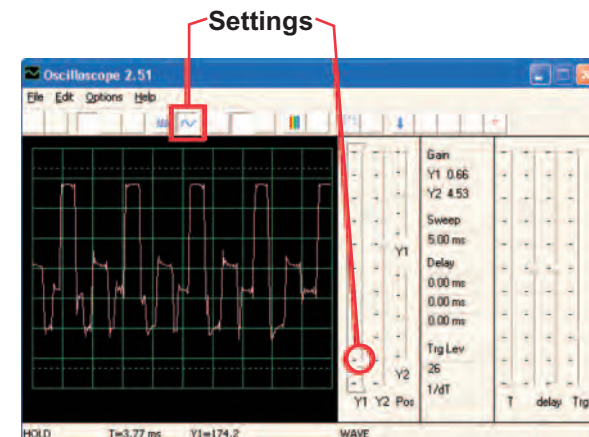 Settings
Oscilloscope 2.51
File Edit Options Help
Gain
Y1 0.66
Y2 4.53
Sweep
5.00 ms
Y1
Delay
0.00 ms
0.00 ms
0.00 ms
Trg Lev
26
Y2
1/dT
Y1 Y2 Pos
T delay Trg
HOLD T=3.77 ms Y1=174.2 WAVE